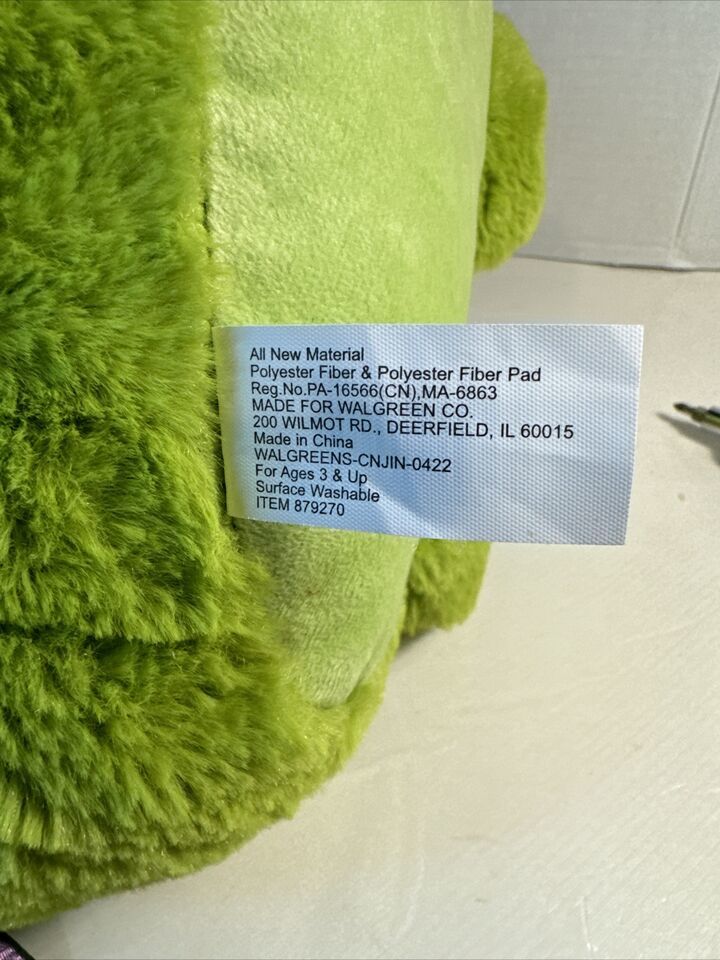 All New Material
Polyester Fiber & Polyester Fiber Pad
Reg.No.PA-16566(CN),MA-6863
MADE FOR WALGREEN CO.
200 WILMOT RD., DEERFIELD, IL 60015
Made in China
WALGREENS-CNJIN-0422
For Ages 3 & Up
Surface Washable
ITEM 879270